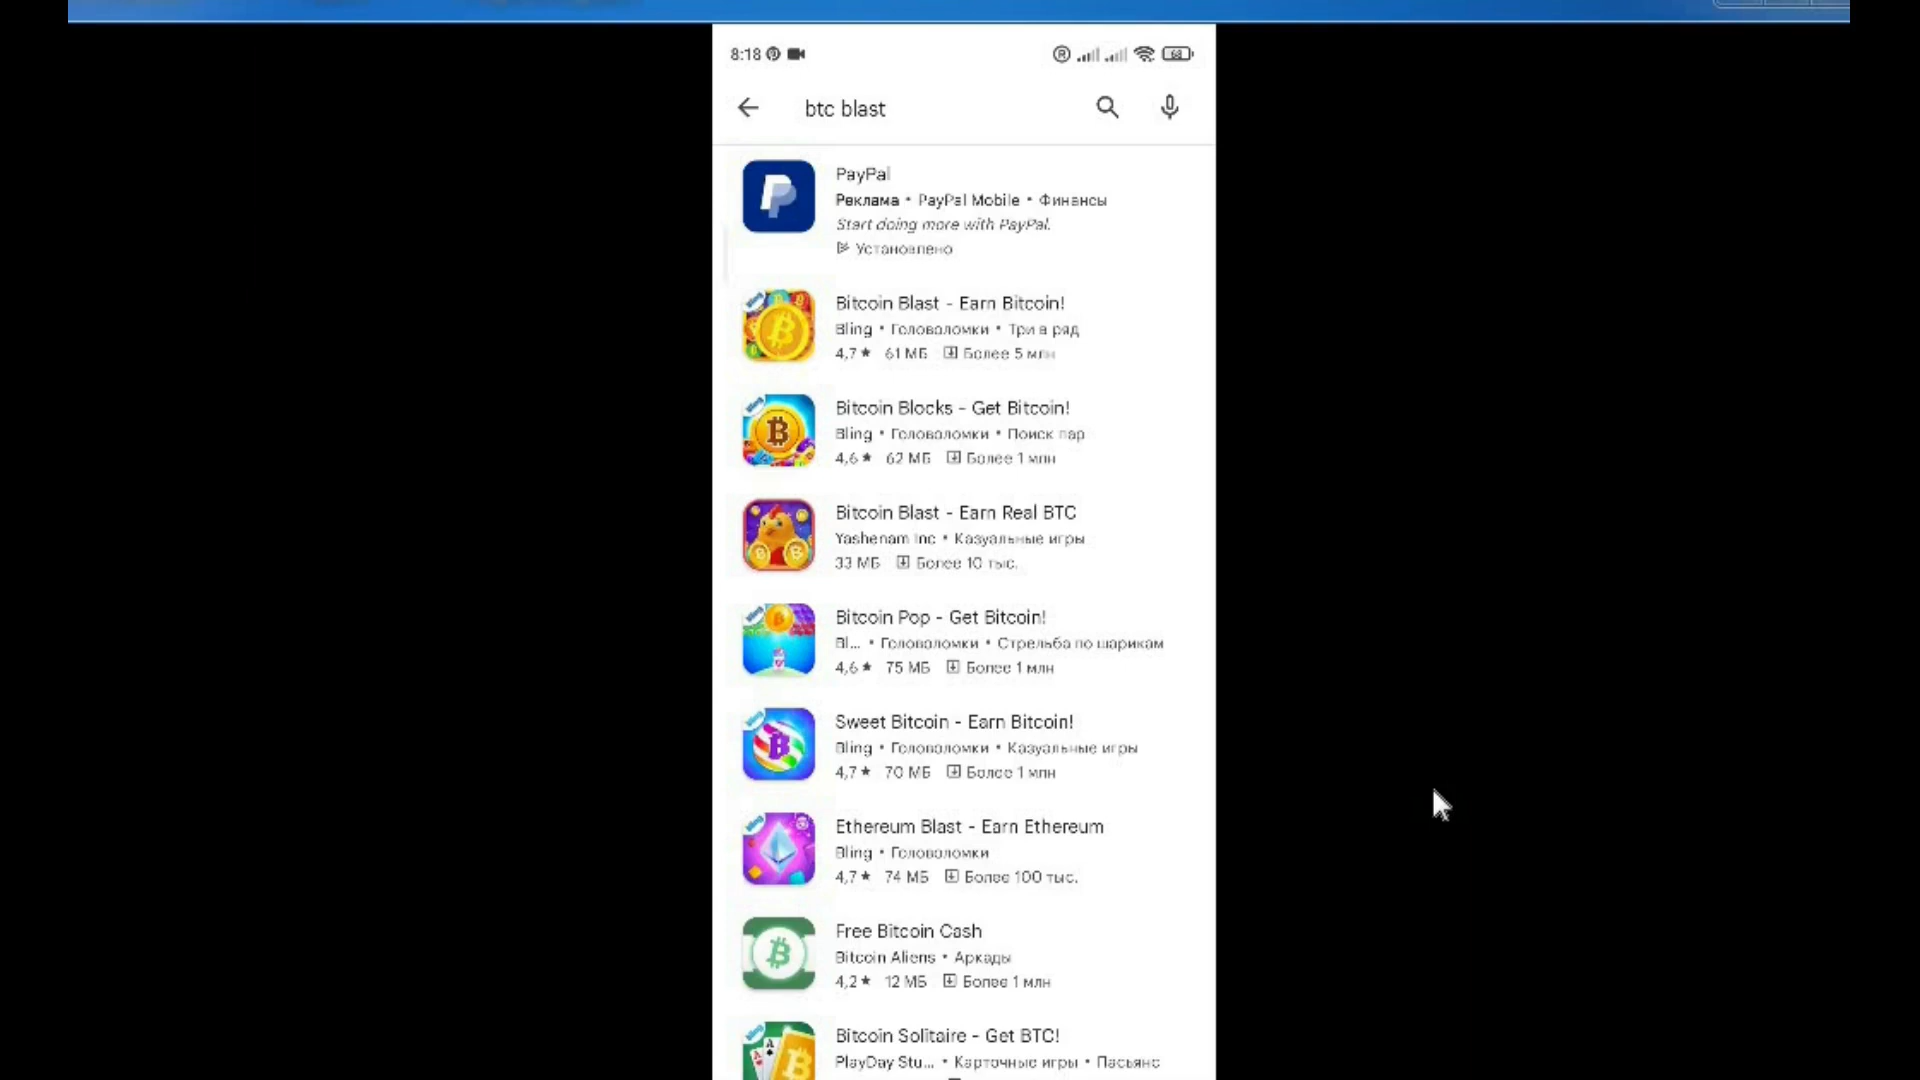 8:18
68
btc blast
PayPal
Реклама • PayPal Mobile • Финансы
Start doing more with PayPal.
Установлено
Bitcoin Blast - Earn Bitcoin!
Bling • Головоломки • Три в ряд
4,7★ 61 МБ Более 5 млн
Bitcoin Blocks - Get Bitcoin!
Bling • Головоломки • Поиск пар
4,6★ 62 МБ Более 1 млн
Bitcoin Blast - Earn Real BTC
Yashenam Inc • Казуальные игры
33 МБ Более 10 тыс.
Bitcoin Pop - Get Bitcoin!
Bl... • Головоломки • Стрельба по шарикам
4,6★ 75 МБ Более 1 млн
Sweet Bitcoin - Earn Bitcoin!
Bling • Головоломки • Казуальные игры
4,7★ 70 МБ Более 1 млн
Ethereum Blast - Earn Ethereum
Bling • Головоломки
4,7★ 74 МБ Более 100 тыс.
Free Bitcoin Cash
Bitcoin Aliens • Аркады
4,2★ 12 МБ Более 1 млн
Bitcoin Solitaire - Get BTC!
PlayDay Stu... • Карточные игры • Пасьянс